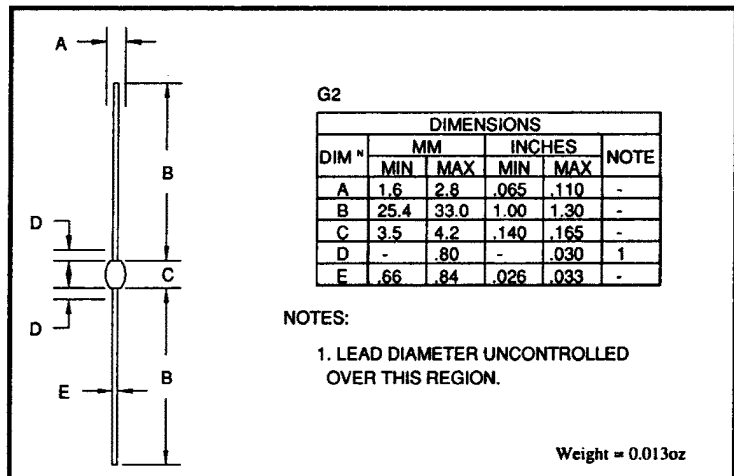 A
B
D
C
D
E
B
G2
DIMENSIONS
DIM" MM INCHES NOTE
MIN MAX MIN MAX
A 1.6 2.8 .065 .110 -
B 25.4 33.0 1.00 1.30 -
C 3.5 4.2 .140 .165 -
D - .80 - .030 1
E .66 .84 .026 .033 -
NOTES:
1. LEAD DIAMETER UNCONTROLLED
OVER THIS REGION.
Weight = 0.013oz